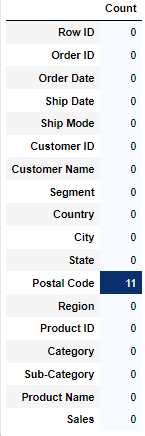 Count
Row ID 0
Order ID 0
Order Date 0
Ship Date 0
Ship Mode 0
Customer ID 0
Customer Name 0
Segment 0
Country 0
City 0
State 0
Postal Code 11
Region 0
Product ID 0
Category 0
Sub-Category 0
Product Name 0
Sales 0